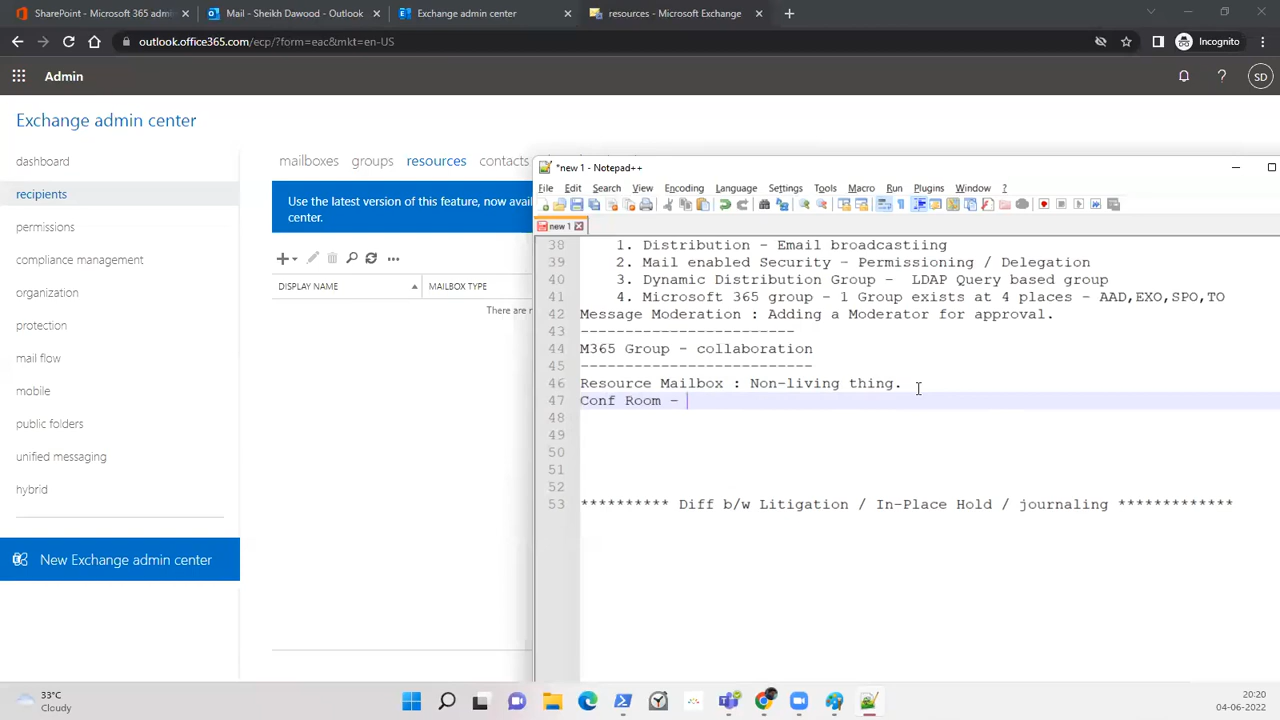 SharePoint - Microsoft 365 admin
Mail - Sheikh Dawood - Outlook
Exchange admin center
resources - Microsoft Exchange
outlook.office365.com/ecp/?form=eac&mkt=en-US
Incognito
Admin
?
SD
Exchange admin center
dashboard
recipients
permissions
compliance management
organization
protection
mail flow
mobile
public folders
unified messaging
hybrid
New Exchange admin center
mailboxes groups resources contacts
Use the latest version of this feature, now avai
center.
DISPLAY NAME
MAILBOX TYPE
There are n
*new 1 - Notepad++
File Edit Search View Encoding Language Settings Tools Macro Run Plugins Window ?
new 1
38 1. Distribution - Email broadcastiing
39 2. Mail enabled Security - Permissioning / Delegation
40 3. Dynamic Distribution Group - LDAP Query based group
41 4. Microsoft 365 group - 1 Group exists at 4 places - AAD,EXO,SPO,TO
42 Message Moderation : Adding a Moderator for approval.
43 ------------------------
44 M365 Group - collaboration
45 --------------------------
46 Resource Mailbox : Non-living thing.
47 Conf Room -
48
49
50
51
52
53 ********** Diff b/w Litigation / In-Place Hold / journaling *************
33°C
Cloudy
20:20
04-06-2022